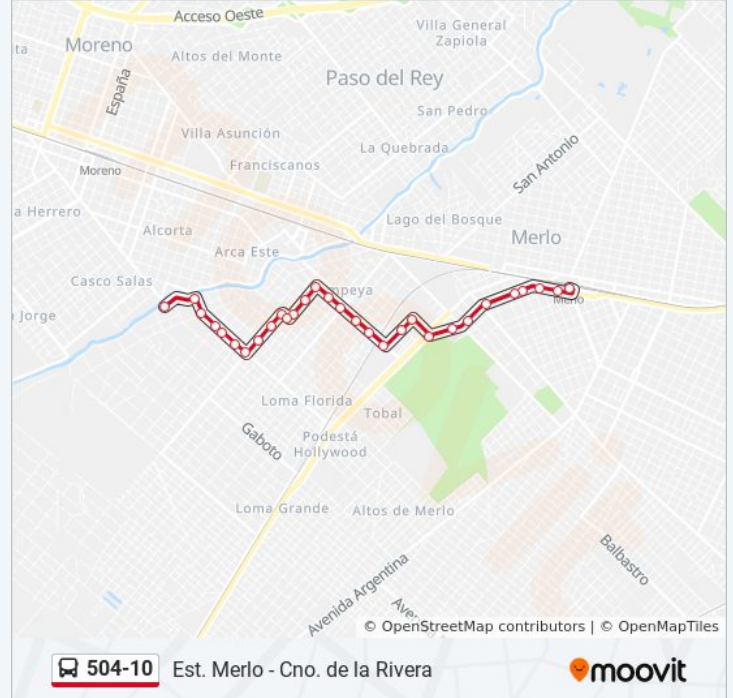 Acceso Oeste
Villa General
Zapiola
Moreno
ita
Altos del Monte
España
Paso del Rey
San Pedro
Villa Asunción
La Quebrada
Franciscanos
Moreno
San Antonio
a Herrero
Lago del Bosque
Alcorta
Merlo
Arca Este
Casco Salas
mpeya
Merlo
Jorge
Loma Florida
Tobal
Gaboto
Podestá
Hollywood
Loma Grande
Altos de Merlo
Balbastro
Avenida Argentina
Ave
© OpenStreetMap contributors | © OpenMapTiles
504-10 Est. Merlo - Cno. de la Rivera
moovit